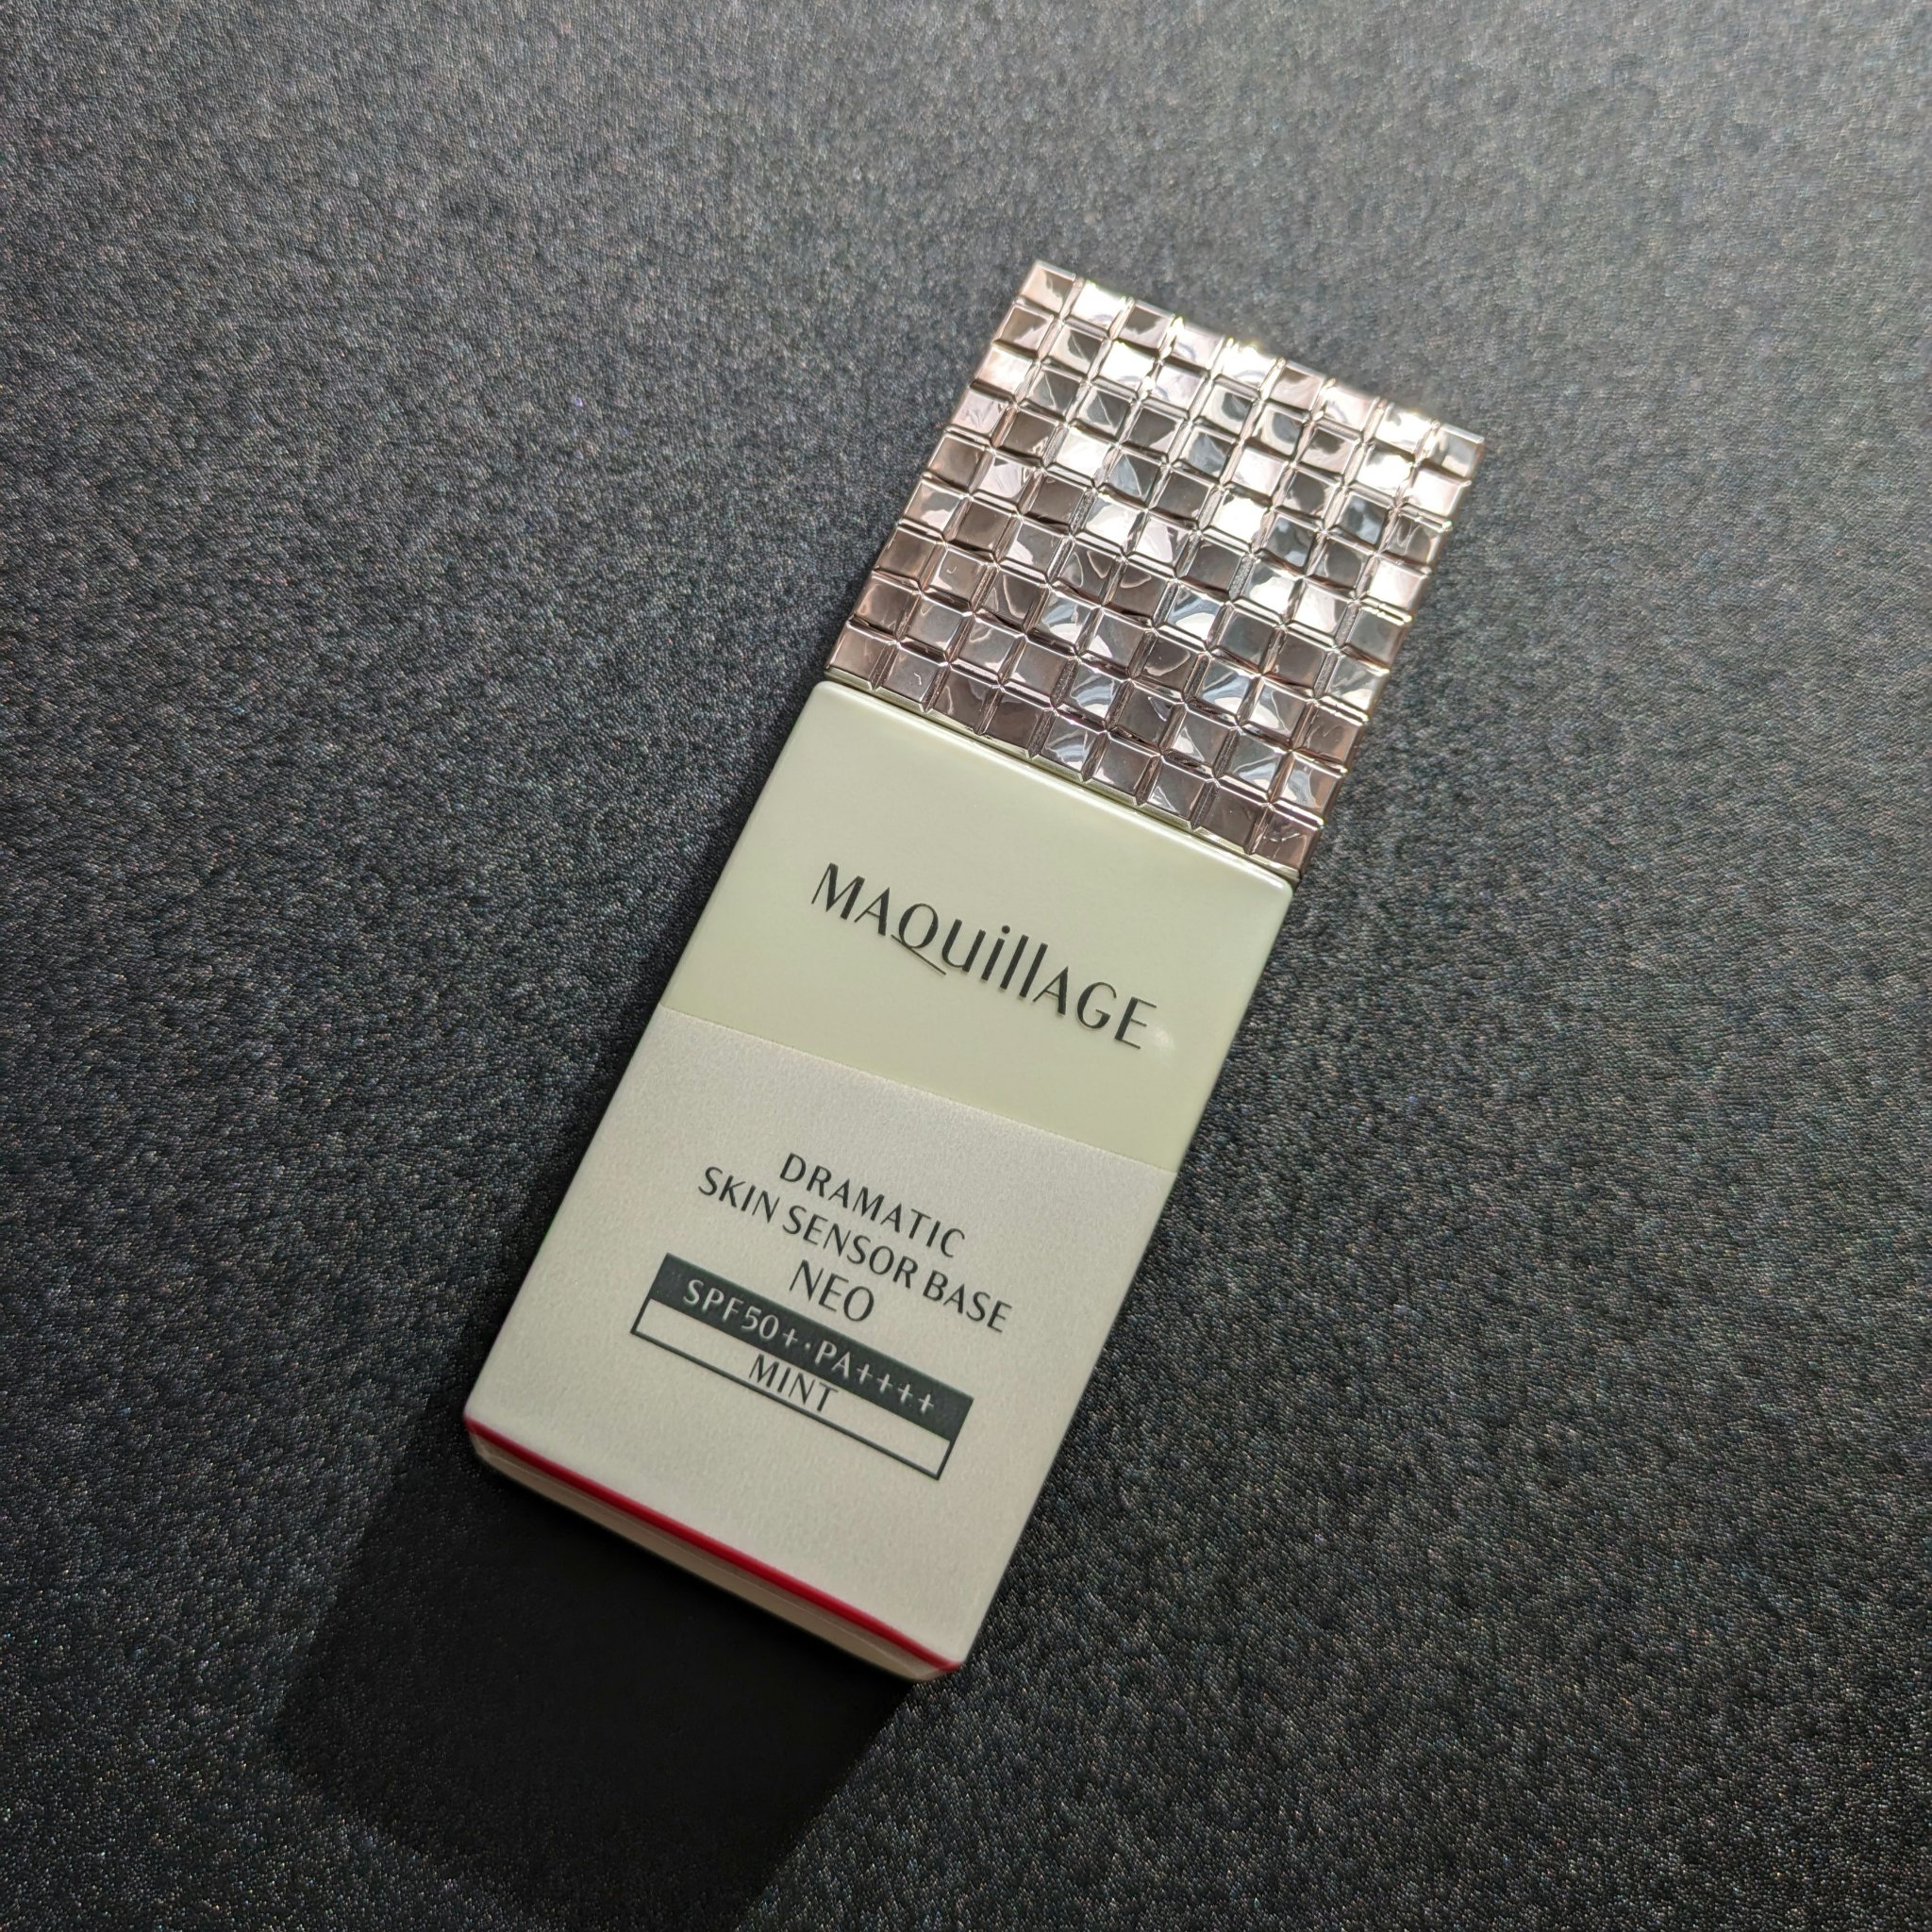 MAQuillAGE
DRAMATIC
SKIN SENSOR BASE
NEO
SPF50+・PA++++
MINT